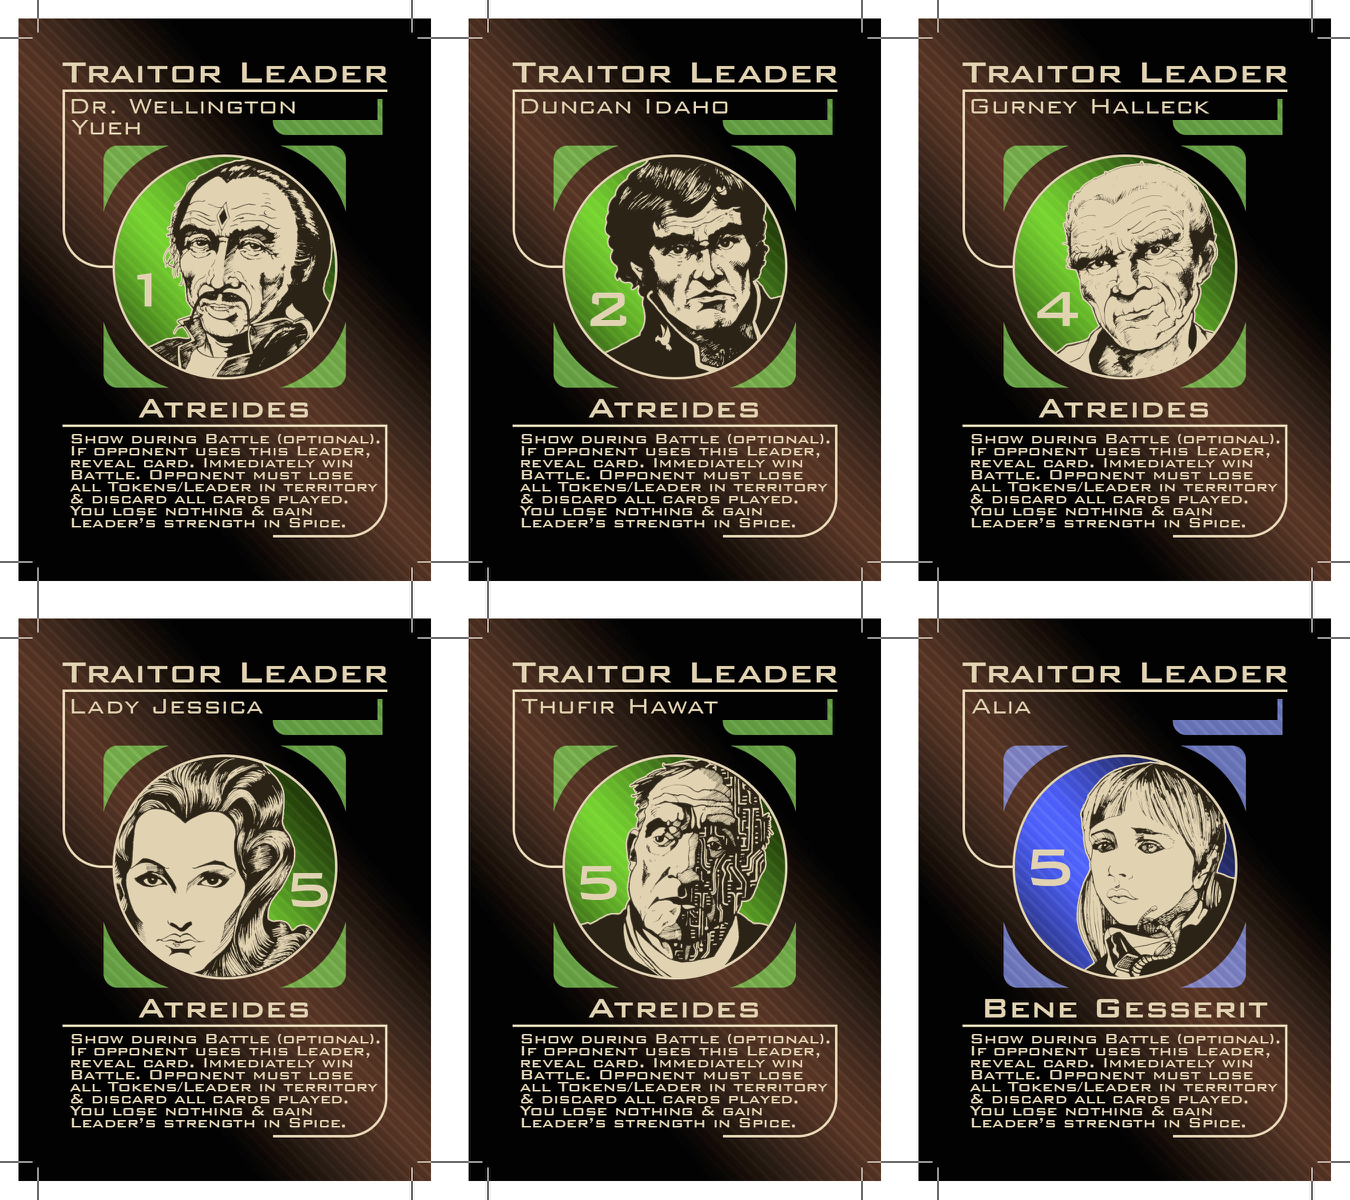 Traitor Leader
Dr. Wellington
Yueh
1
Atreides
Show during Battle (optional).
If opponent uses this Leader,
reveal card. Immediately win
Battle. Opponent must lose
all Tokens/Leader in territory
& discard all cards played.
You lose nothing & gain
Leader's strength in Spice.
Traitor Leader
Duncan Idaho
2
Atreides
Show during Battle (optional).
If opponent uses this Leader,
reveal card. Immediately win
Battle. Opponent must lose
all Tokens/Leader in territory
& discard all cards played.
You lose nothing & gain
Leader's strength in Spice.
Traitor Leader
Gurney Halleck
4
Atreides
Show during Battle (optional).
If opponent uses this Leader,
reveal card. Immediately win
Battle. Opponent must lose
all Tokens/Leader in territory
& discard all cards played.
You lose nothing & gain
Leader's strength in Spice.
Traitor Leader
Lady Jessica
5
Atreides
Show during Battle (optional).
If opponent uses this Leader,
reveal card. Immediately win
Battle. Opponent must lose
all Tokens/Leader in territory
& discard all cards played.
You lose nothing & gain
Leader's strength in Spice.
Traitor Leader
Thufir Hawat
5
Atreides
Show during Battle (optional).
If opponent uses this Leader,
reveal card. Immediately win
Battle. Opponent must lose
all Tokens/Leader in territory
& discard all cards played.
You lose nothing & gain
Leader's strength in Spice.
Traitor Leader
Alia
5
Bene Gesserit
Show during Battle (optional).
If opponent uses this Leader,
reveal card. Immediately win
Battle. Opponent must lose
all Tokens/Leader in territory
& discard all cards played.
You lose nothing & gain
Leader's strength in Spice.